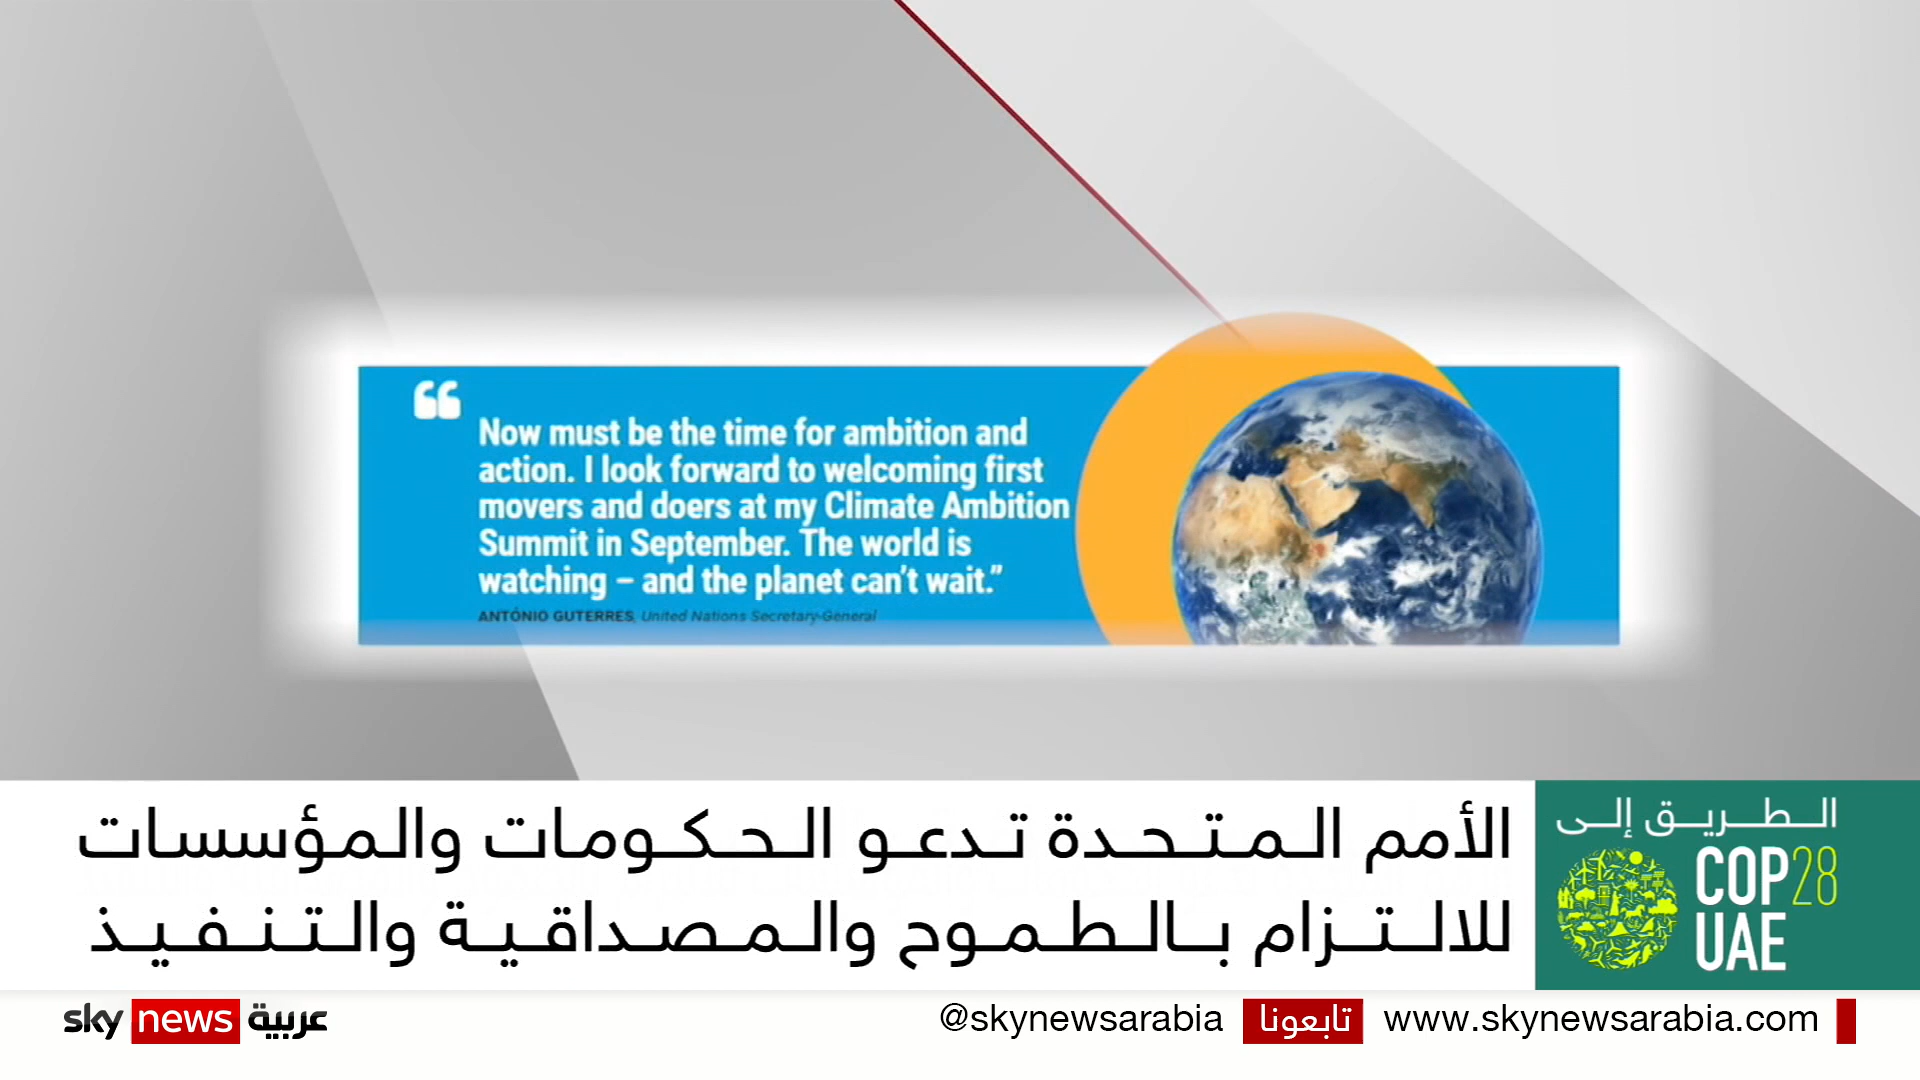 “
Now must be the time for ambition and
action. I look forward to welcoming first
movers and doers at my Climate Ambition
Summit in September. The world is
watching – and the planet can’t wait.”
ANTÓNIO GUTERRES, United Nations Secretary-General
الطريق إلى
COP28
UAE
الأمم المتحدة تدعو الحكومات والمؤسسات
للالتزام بالطموح والمصداقية والتنفيذ
sky news عربية
@skynewsarabia تابعونا www.skynewsarabia.com